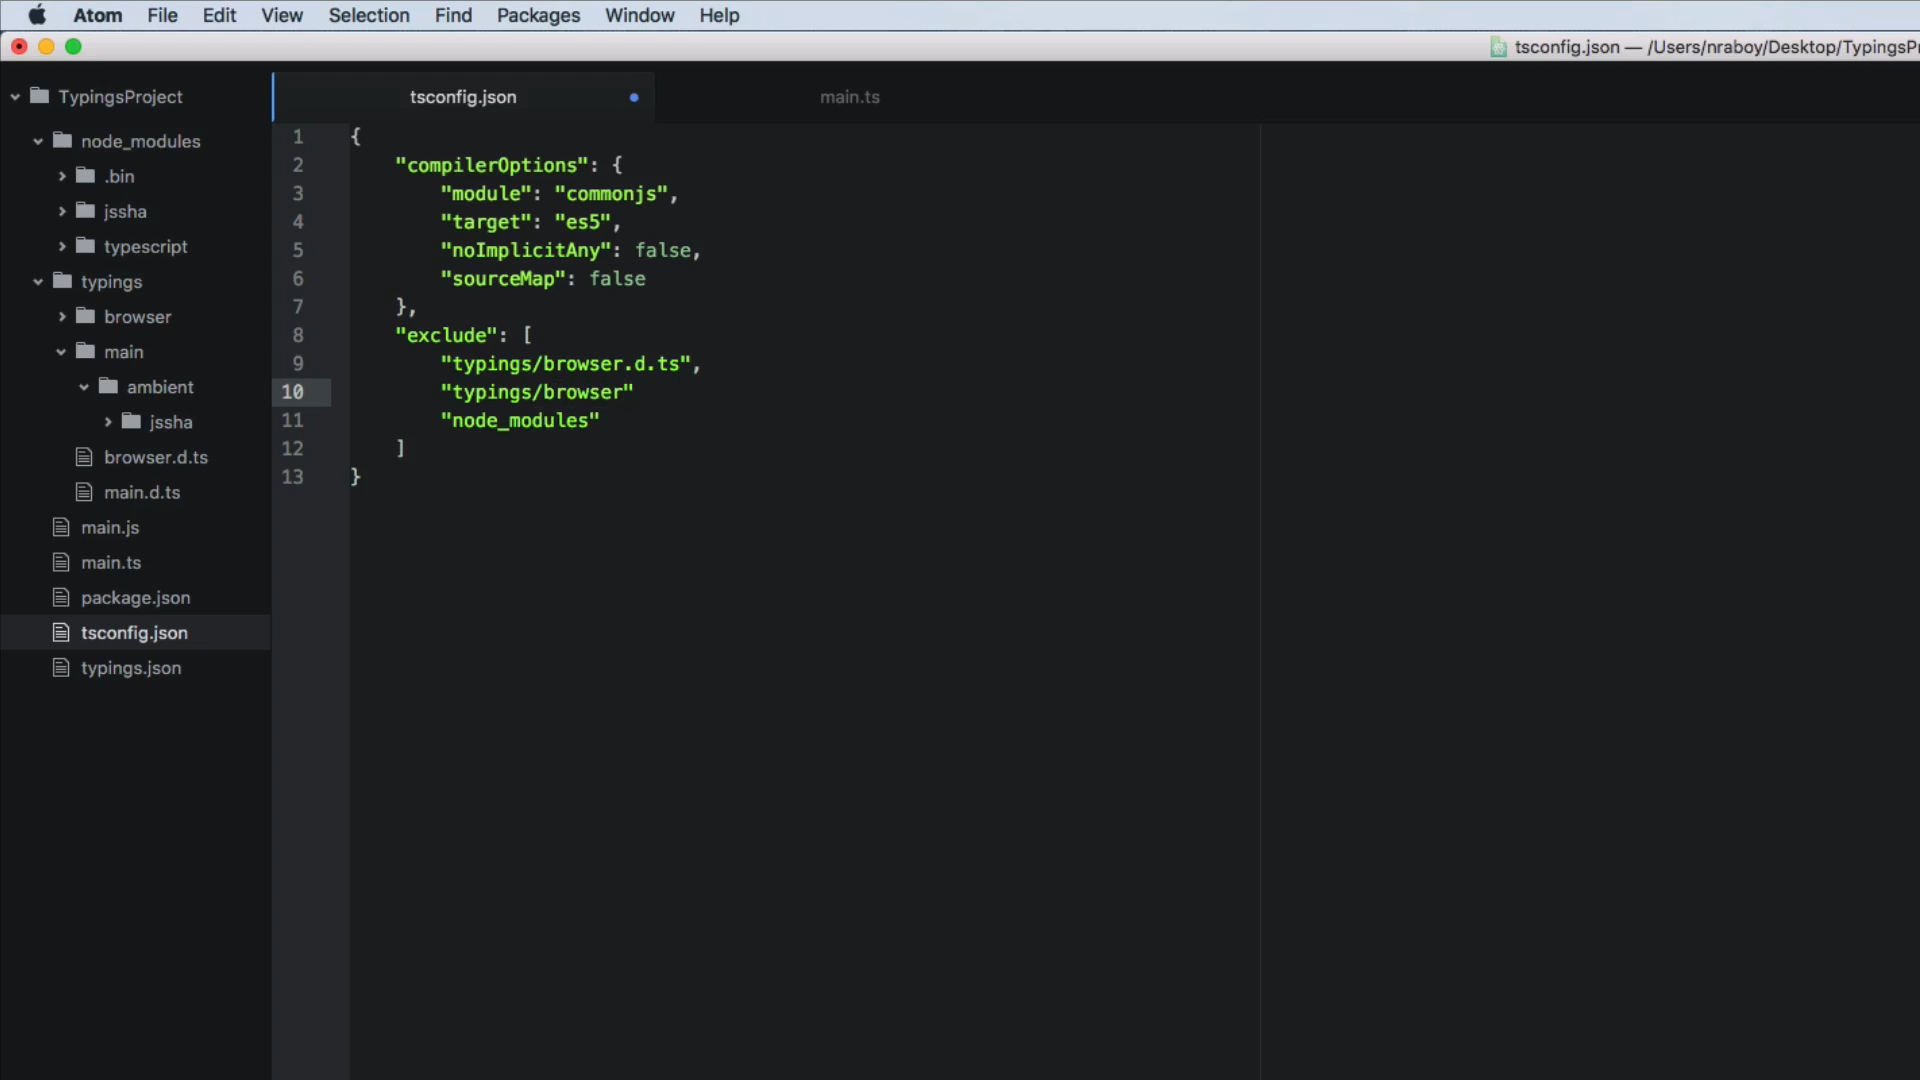 Atom File Edit View Selection Find Packages Window Help
tsconfig.json — /Users/nraboy/Desktop/TypingsPr
TypingsProject
node_modules
.bin
jssha
typescript
typings
browser
main
ambient
jssha
browser.d.ts
main.d.ts
main.js
main.ts
package.json
tsconfig.json
typings.json
tsconfig.json main.ts
1 {
2 "compilerOptions": {
3 "module": "commonjs",
4 "target": "es5",
5 "noImplicitAny": false,
6 "sourceMap": false
7 },
8 "exclude": [
9 "typings/browser.d.ts",
10 "typings/browser"
11 "node_modules"
12 ]
13 }